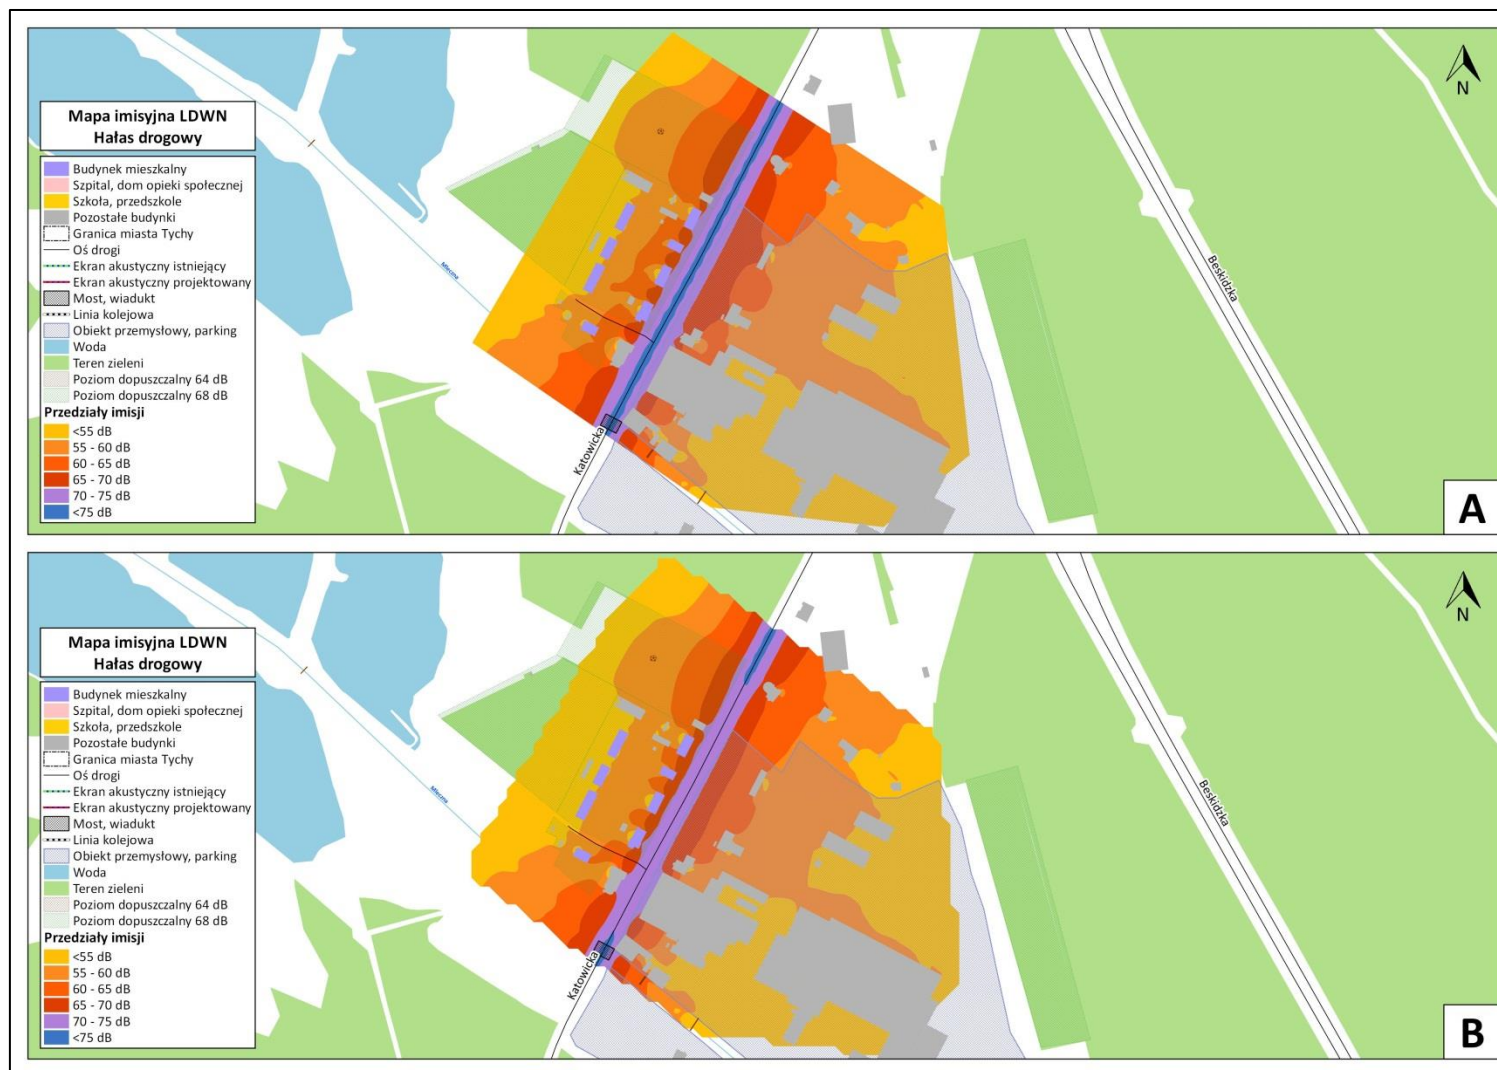 Mapa imisyjna LDWN
Hałas drogowy
Budynek mieszkalny
Szpital, dom opieki społecznej
Szkoła, przedszkole
Pozostałe budynki
Granica miasta Tychy
Oś drogi
Ekran akustyczny istniejący
Ekran akustyczny projektowany
Most, wiadukt
Linia kolejowa
Obiekt przemysłowy, parking
Woda
Teren zieleni
Poziom dopuszczalny 64 dB
Poziom dopuszczalny 68 dB
Przedziały imisji
<55 dB
55 - 60 dB
60 - 65 dB
65 - 70 dB
70 - 75 dB
<75 dB
Mleczna
Katowicka
Beskidzka
N
A
Mapa imisyjna LDWN
Hałas drogowy
Budynek mieszkalny
Szpital, dom opieki społecznej
Szkoła, przedszkole
Pozostałe budynki
Granica miasta Tychy
Oś drogi
Ekran akustyczny istniejący
Ekran akustyczny projektowany
Most, wiadukt
Linia kolejowa
Obiekt przemysłowy, parking
Woda
Teren zieleni
Poziom dopuszczalny 64 dB
Poziom dopuszczalny 68 dB
Przedziały imisji
<55 dB
55 - 60 dB
60 - 65 dB
65 - 70 dB
70 - 75 dB
<75 dB
Mleczna
Katowicka
Beskidzka
N
B